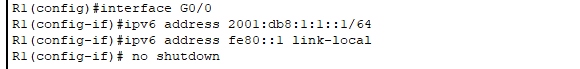 R1(config)#interface G0/0
R1(config-if)#ipv6 address 2001:db8:1:1::1/64
R1(config-if)#ipv6 address fe80::1 link-local
R1(config-if)# no shutdown